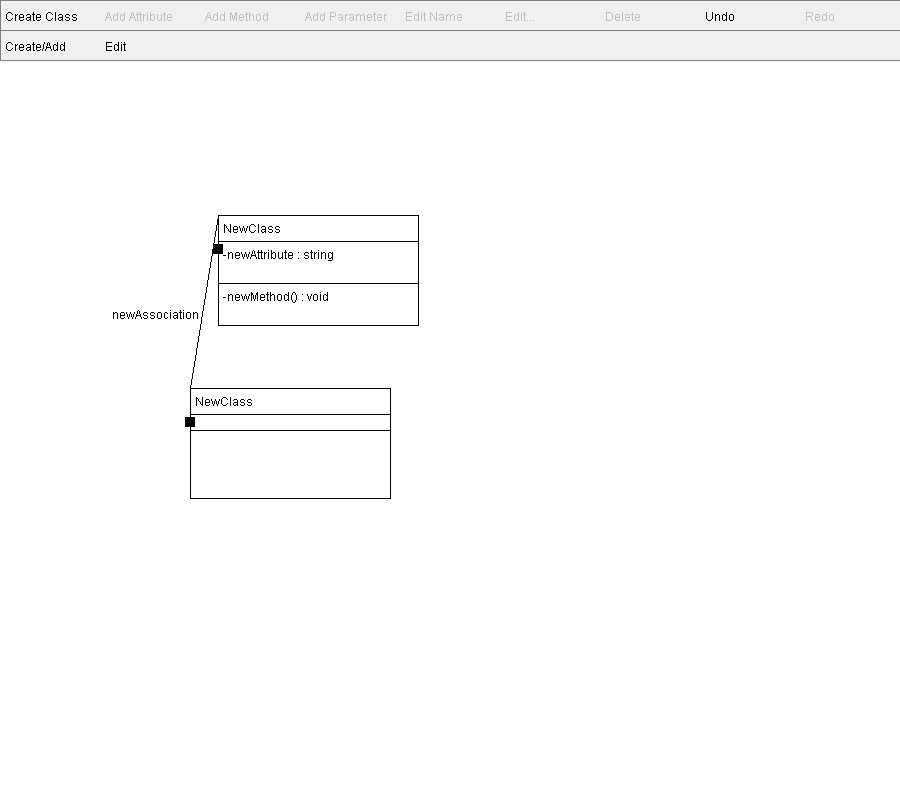 Create Class Add Attribute Add Method Add Parameter Edit Name Edit... Delete Undo Redo
Create/Add Edit
NewClass
-newAttribute : string
-newMethod() : void
newAssociation
NewClass